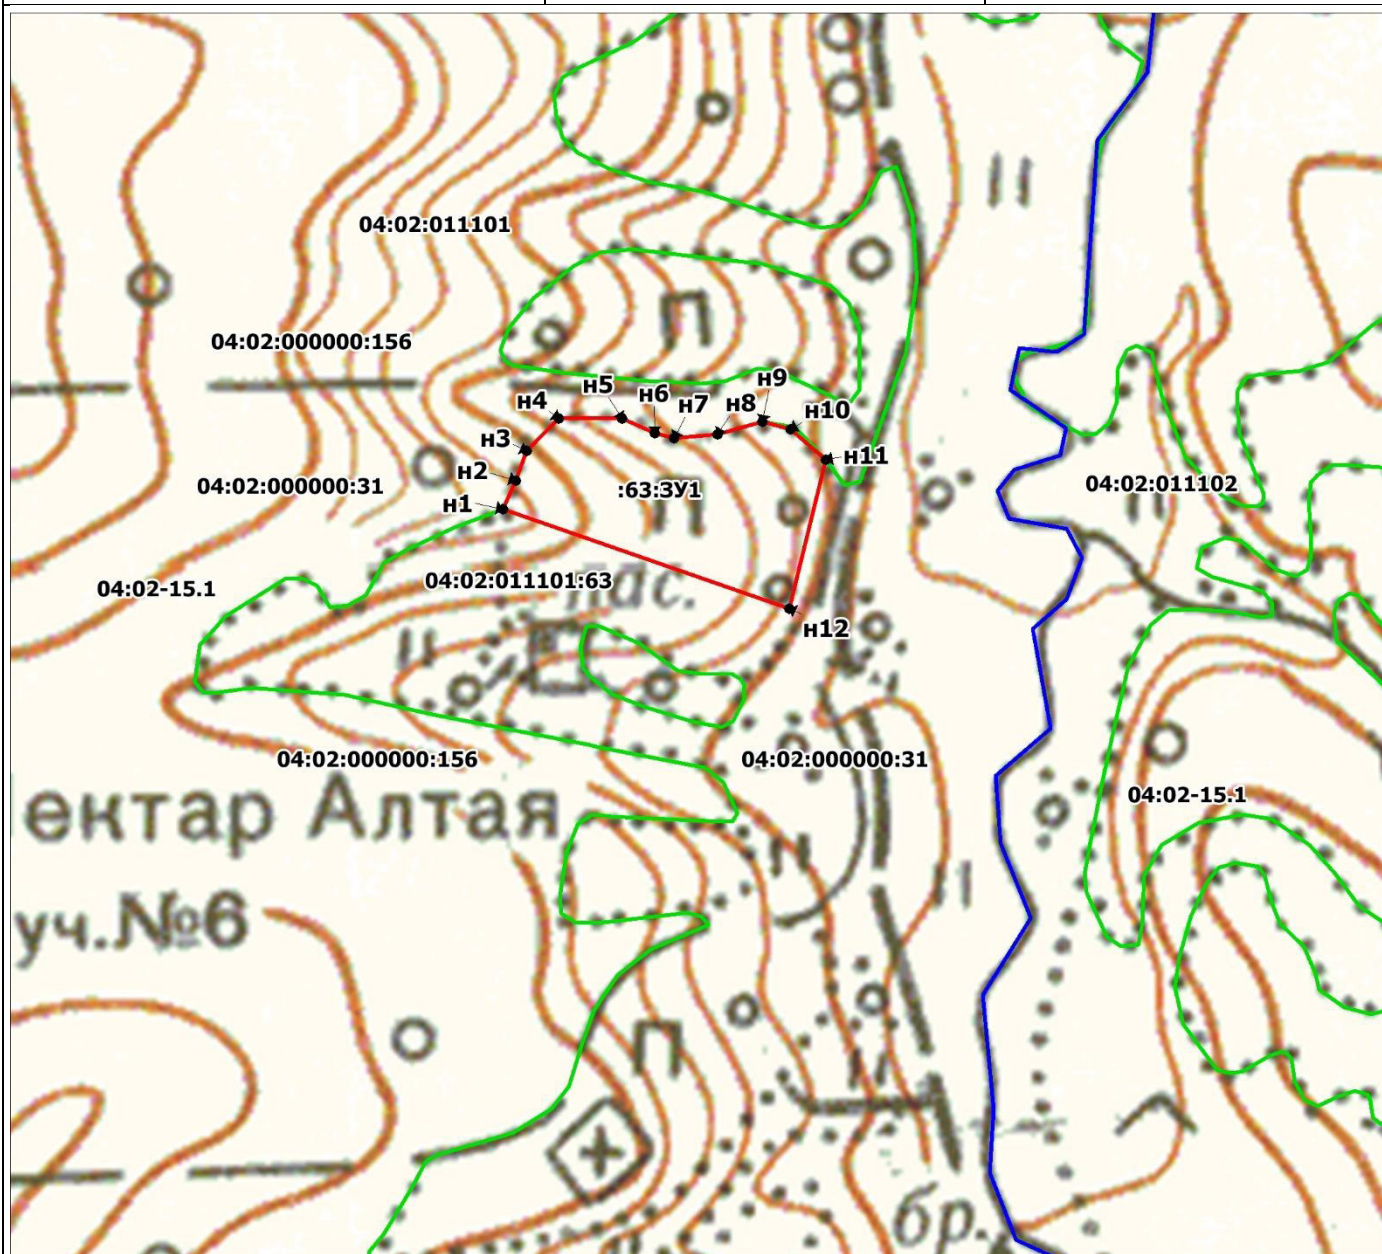 04:02:011101
04:02:000000:156
н9
н5
н6
н4
н7
н8
н10
н3
н11
н2
04:02:000000:31
:63:ЗУ1
04:02:011102
н1
П
04:02:011101:63
04:02-15.1
пас.
н12
04:02:000000:156
04:02:000000:31
04:02-15.1
ектар Алтая
уч.№6
П
бр.